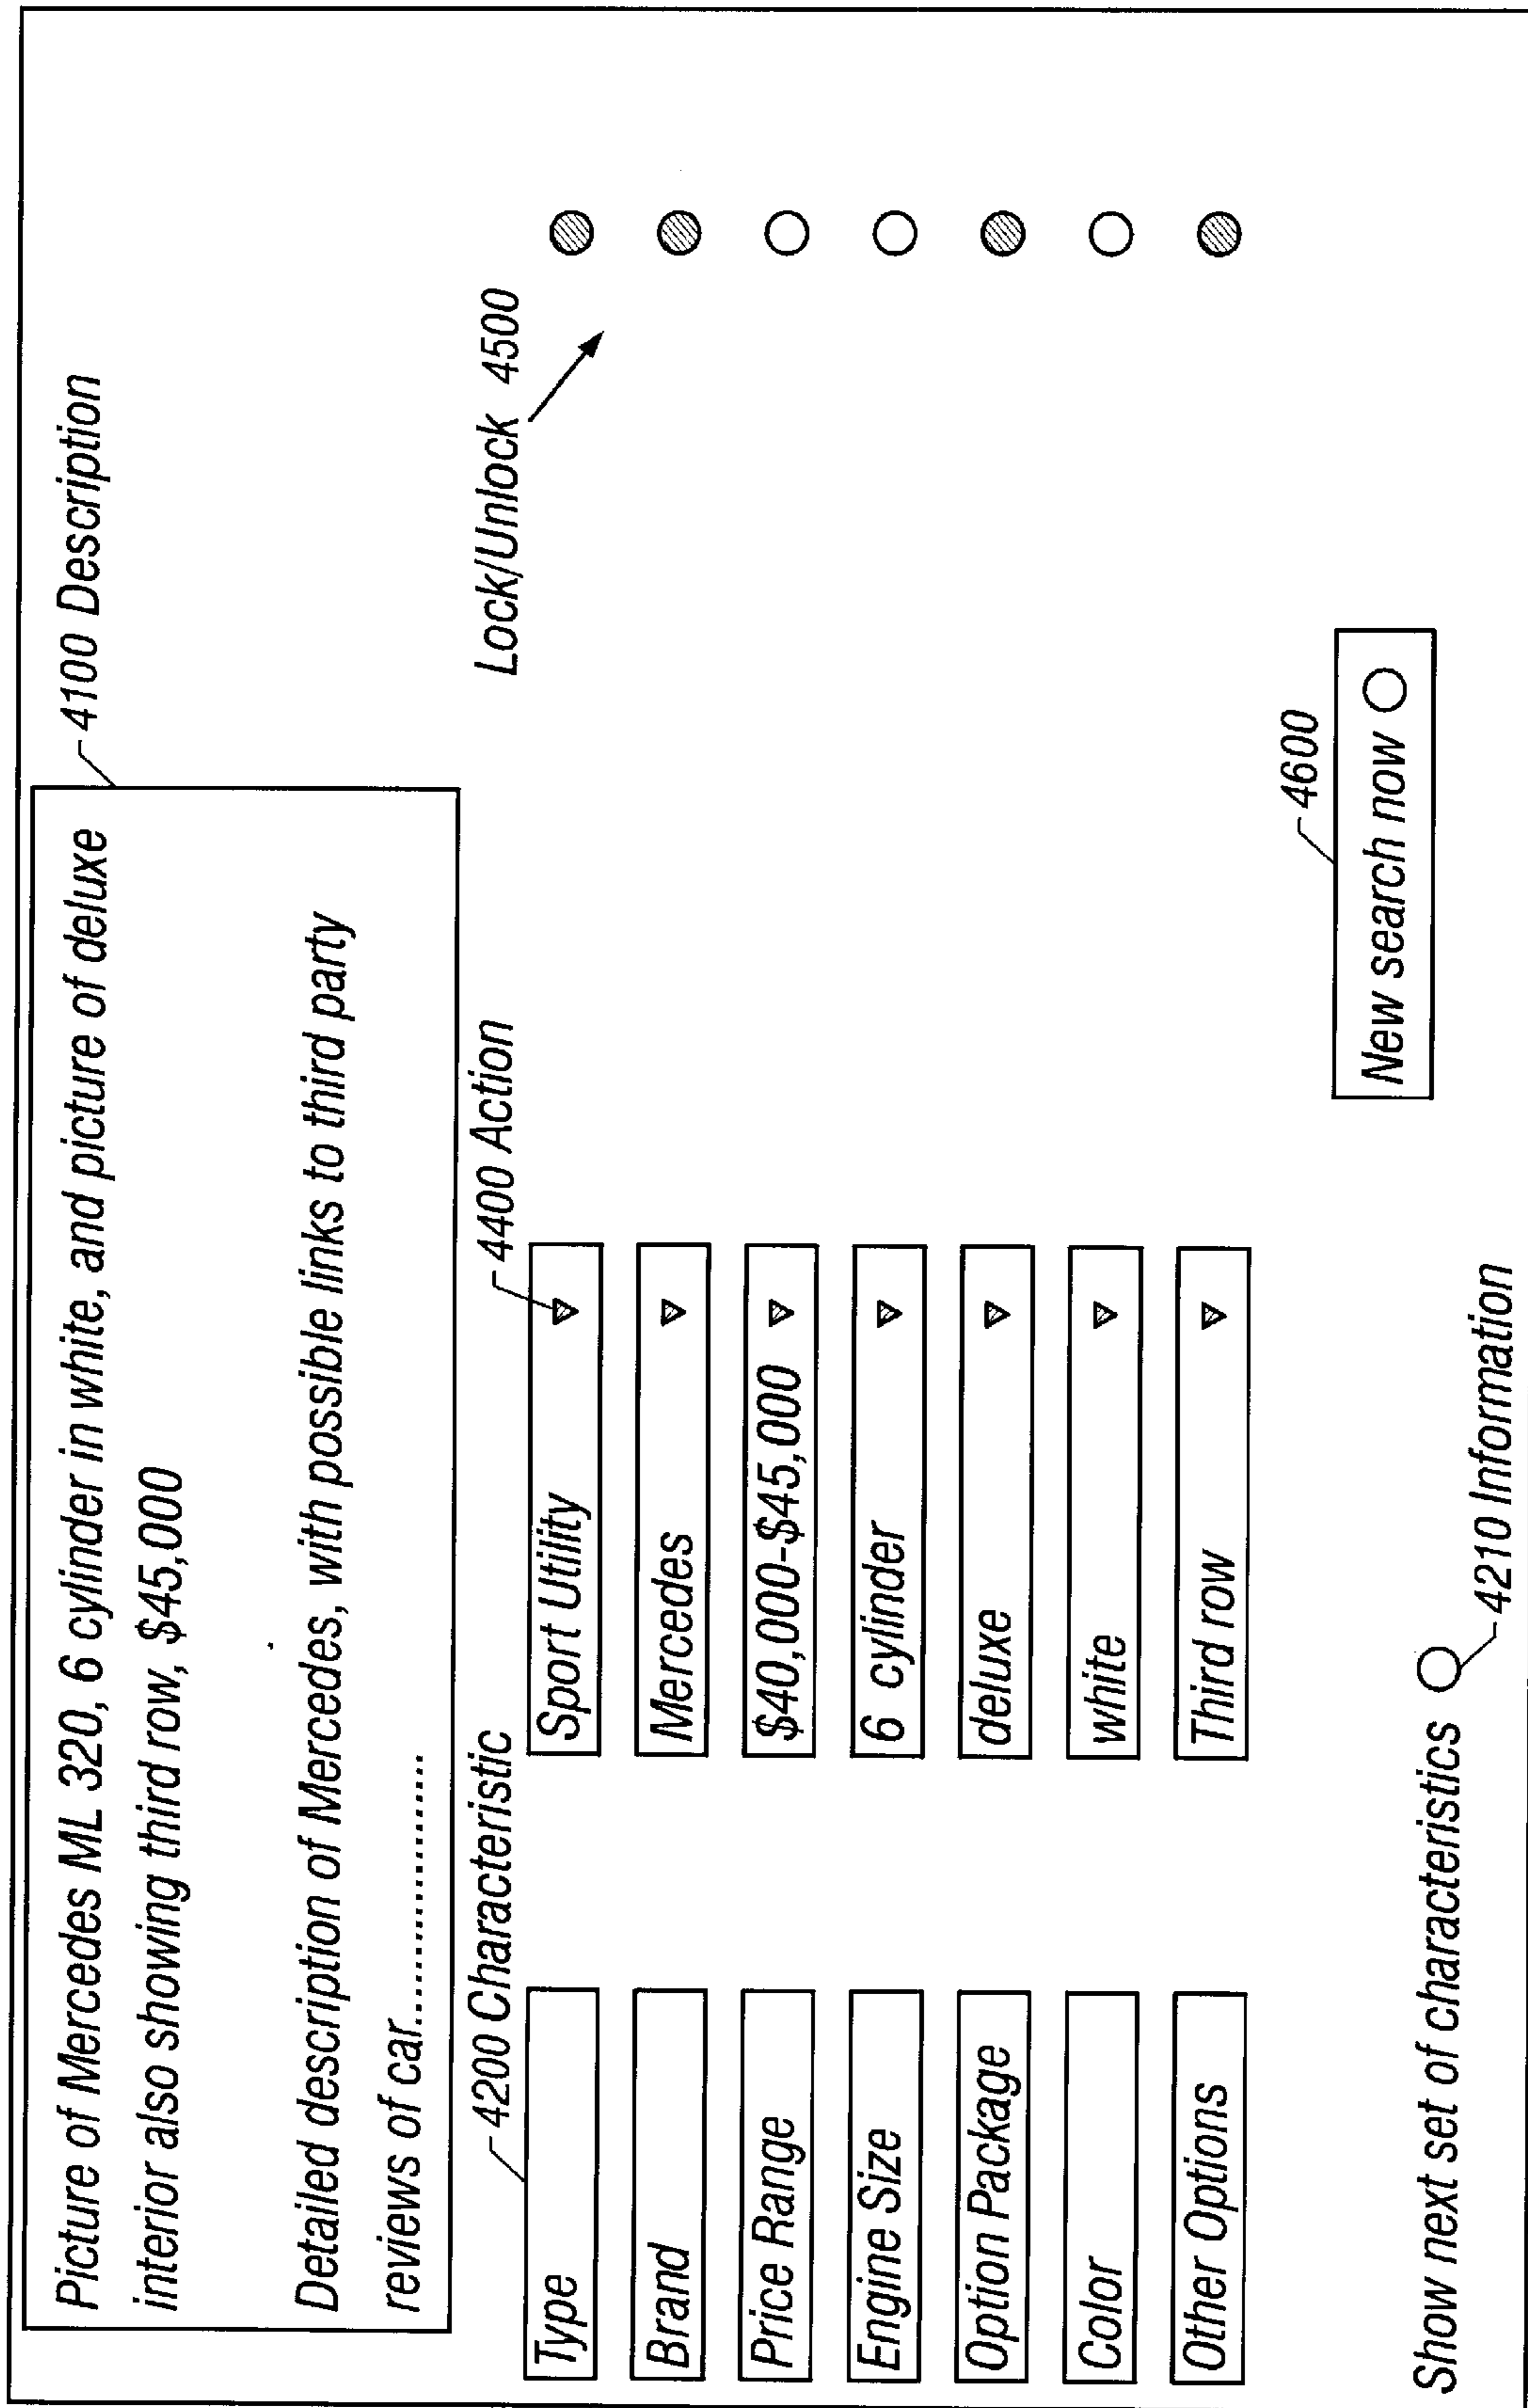 Picture of Mercedes ML 320, 6 cylinder in white, and picture of deluxe
interior also showing third row, $45,000
Detailed description of Mercedes, with possible links to third party
reviews of car..................
4100 Description
4200 Characteristic
4400 Action
Lock/Unlock 4500
Type Sport Utility
Brand Mercedes
Price Range $40,000-$45,000
Engine Size 6 cylinder
Option Package deluxe
Color white
Other Options Third row
4600
New search now
Show next set of characteristics
4210 Information